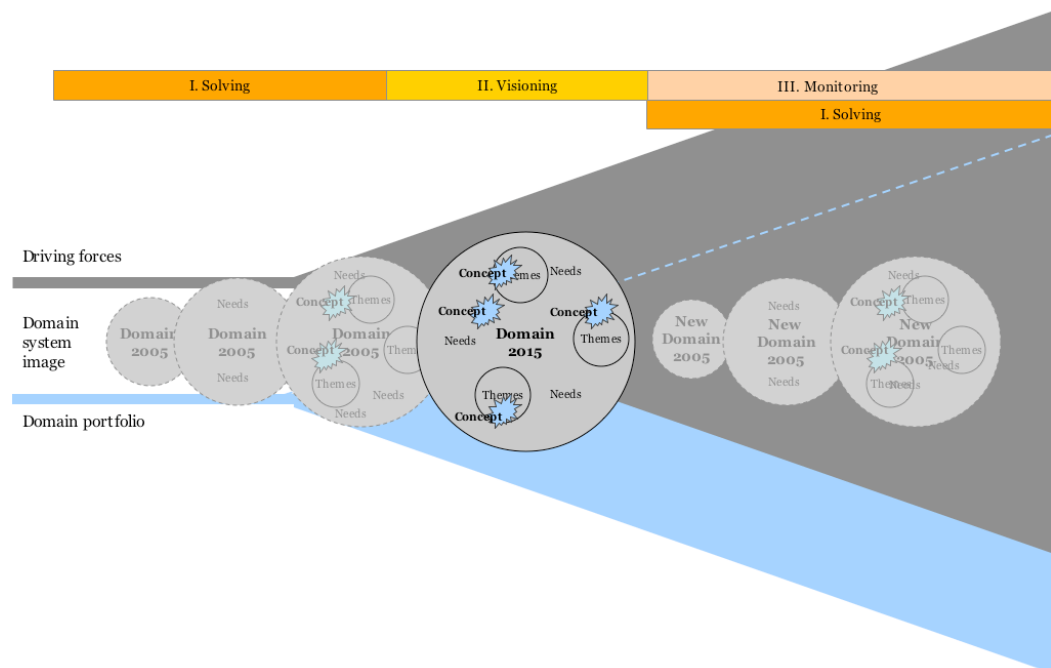 I. Solving
II. Visioning
III. Monitoring
I. Solving
Driving forces
Domain
system
image
Domain portfolio
Domain
2005
Needs
Domain
2005
Needs
Needs
Concept
Themes
Domain
2005
Concept
Themes
Needs
Needs
Concept
Needs
Concept
Concept
Needs
Domain
2015
Themes
Themes
Needs
Concept
New
Domain
2005
Needs
New
Domain
2005
Needs
Needs
Concept
Themes
New
Domain
2005
Concept
Themes
Needs
Themes
Needs